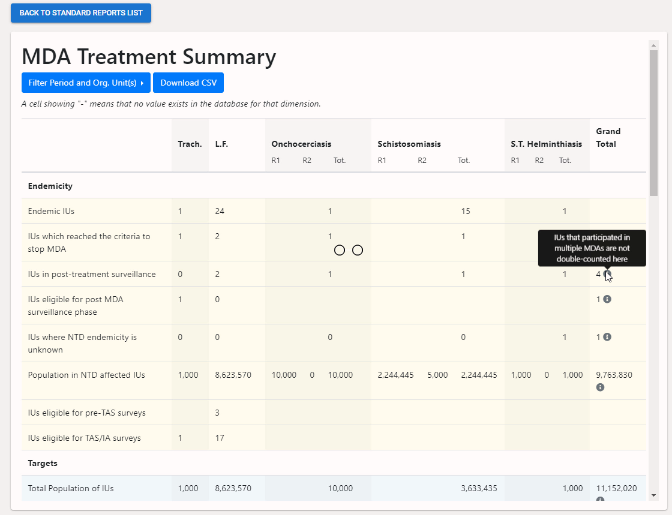 BACK TO STANDARD REPORTS LIST
MDA Treatment Summary
Filter Period and Org. Unit(s) Download CSV
A cell showing "-" means that no value exists in the database for that dimension.
Trach. L.F. Onchocerciasis Schistosomiasis S.T. Helminthiasis Grand Total
R1 R2 Tot. R1 R2 Tot. R1 R2 Tot.
Endemicity
Endemic IUs 1 24 1 15 1
IUs which reached the criteria to stop MDA 1 2 1 1
IUs that participated in
multiple MDAs are not
double-counted here
IUs in post-treatment surveillance 0 2 1 1 1 4
IUs eligible for post MDA surveillance phase 1 0 1
IUs where NTD endemicity is unknown 0 0 0 0 1 1
Population in NTD affected IUs 1,000 8,623,570 10,000 0 10,000 2,244,445 5,000 2,244,445 1,000 0 1,000 9,763,830
IUs eligible for pre-TAS surveys 3
IUs eligible for TAS/IA surveys 1 17
Targets
Total Population of IUs 1,000 8,623,570 10,000 3,633,435 1,000 11,152,020